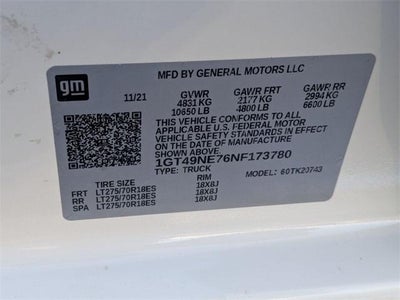 MFD BY GENERAL MOTORS LLC
gm
11/21
GVWR GAWR FRT GAWR RR
4831 KG 2177 KG 2994 KG
10650 LB 4800 LB 6600 LB
THIS VEHICLE CONFORMS TO ALL
APPLICABLE U.S. FEDERAL MOTOR
VEHICLE SAFETY STANDARDS IN EFFECT
ON THE DATE OF MANUFACTURE
SHOWN ABOVE.
1GT49NE76NF173780
TYPE: TRUCK MODEL: 60TK20743
TIRE SIZE RIM
FRT LT275/70R18ES 18X8J
RR LT275/70R18ES 18X8J
SPA LT275/70R18ES 18X8J